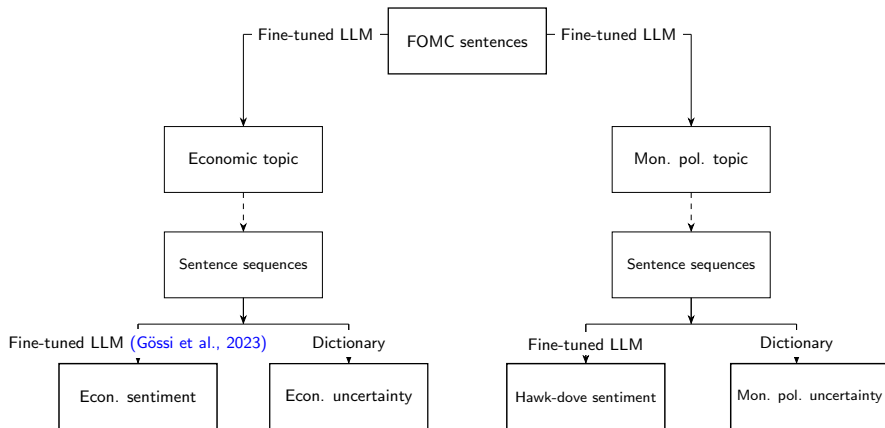 Fine-tuned LLM
FOMC sentences
Fine-tuned LLM
Economic topic
Mon. pol. topic
Sentence sequences
Sentence sequences
Fine-tuned LLM (Gössi et al., 2023)
Dictionary
Fine-tuned LLM
Dictionary
Econ. sentiment
Econ. uncertainty
Hawk-dove sentiment
Mon. pol. uncertainty